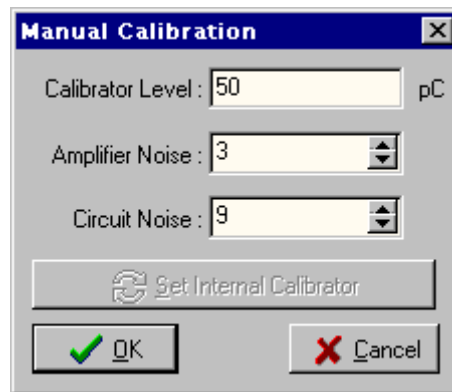 Manual Calibration
Calibrator Level : 50 pC
Amplifier Noise : 3
Circuit Noise : 9
Set Internal Calibrator
OK Cancel